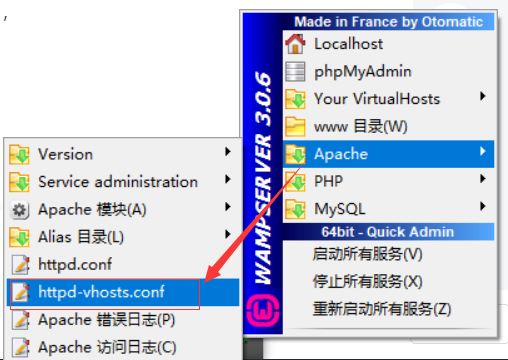 ,
Made in France by Otomatic
Localhost
phpMyAdmin
Your VirtualHosts
www 目录(W)
Apache
PHP
MySQL
64bit - Quick Admin
启动所有服务(V)
停止所有服务(X)
重新启动所有服务(Z)
WAMPSERVER 3.0.6
Version
Service administration
Apache 模块(A)
Alias 目录(L)
httpd.conf
httpd-vhosts.conf
Apache 错误日志(P)
Apache 访问日志(C)